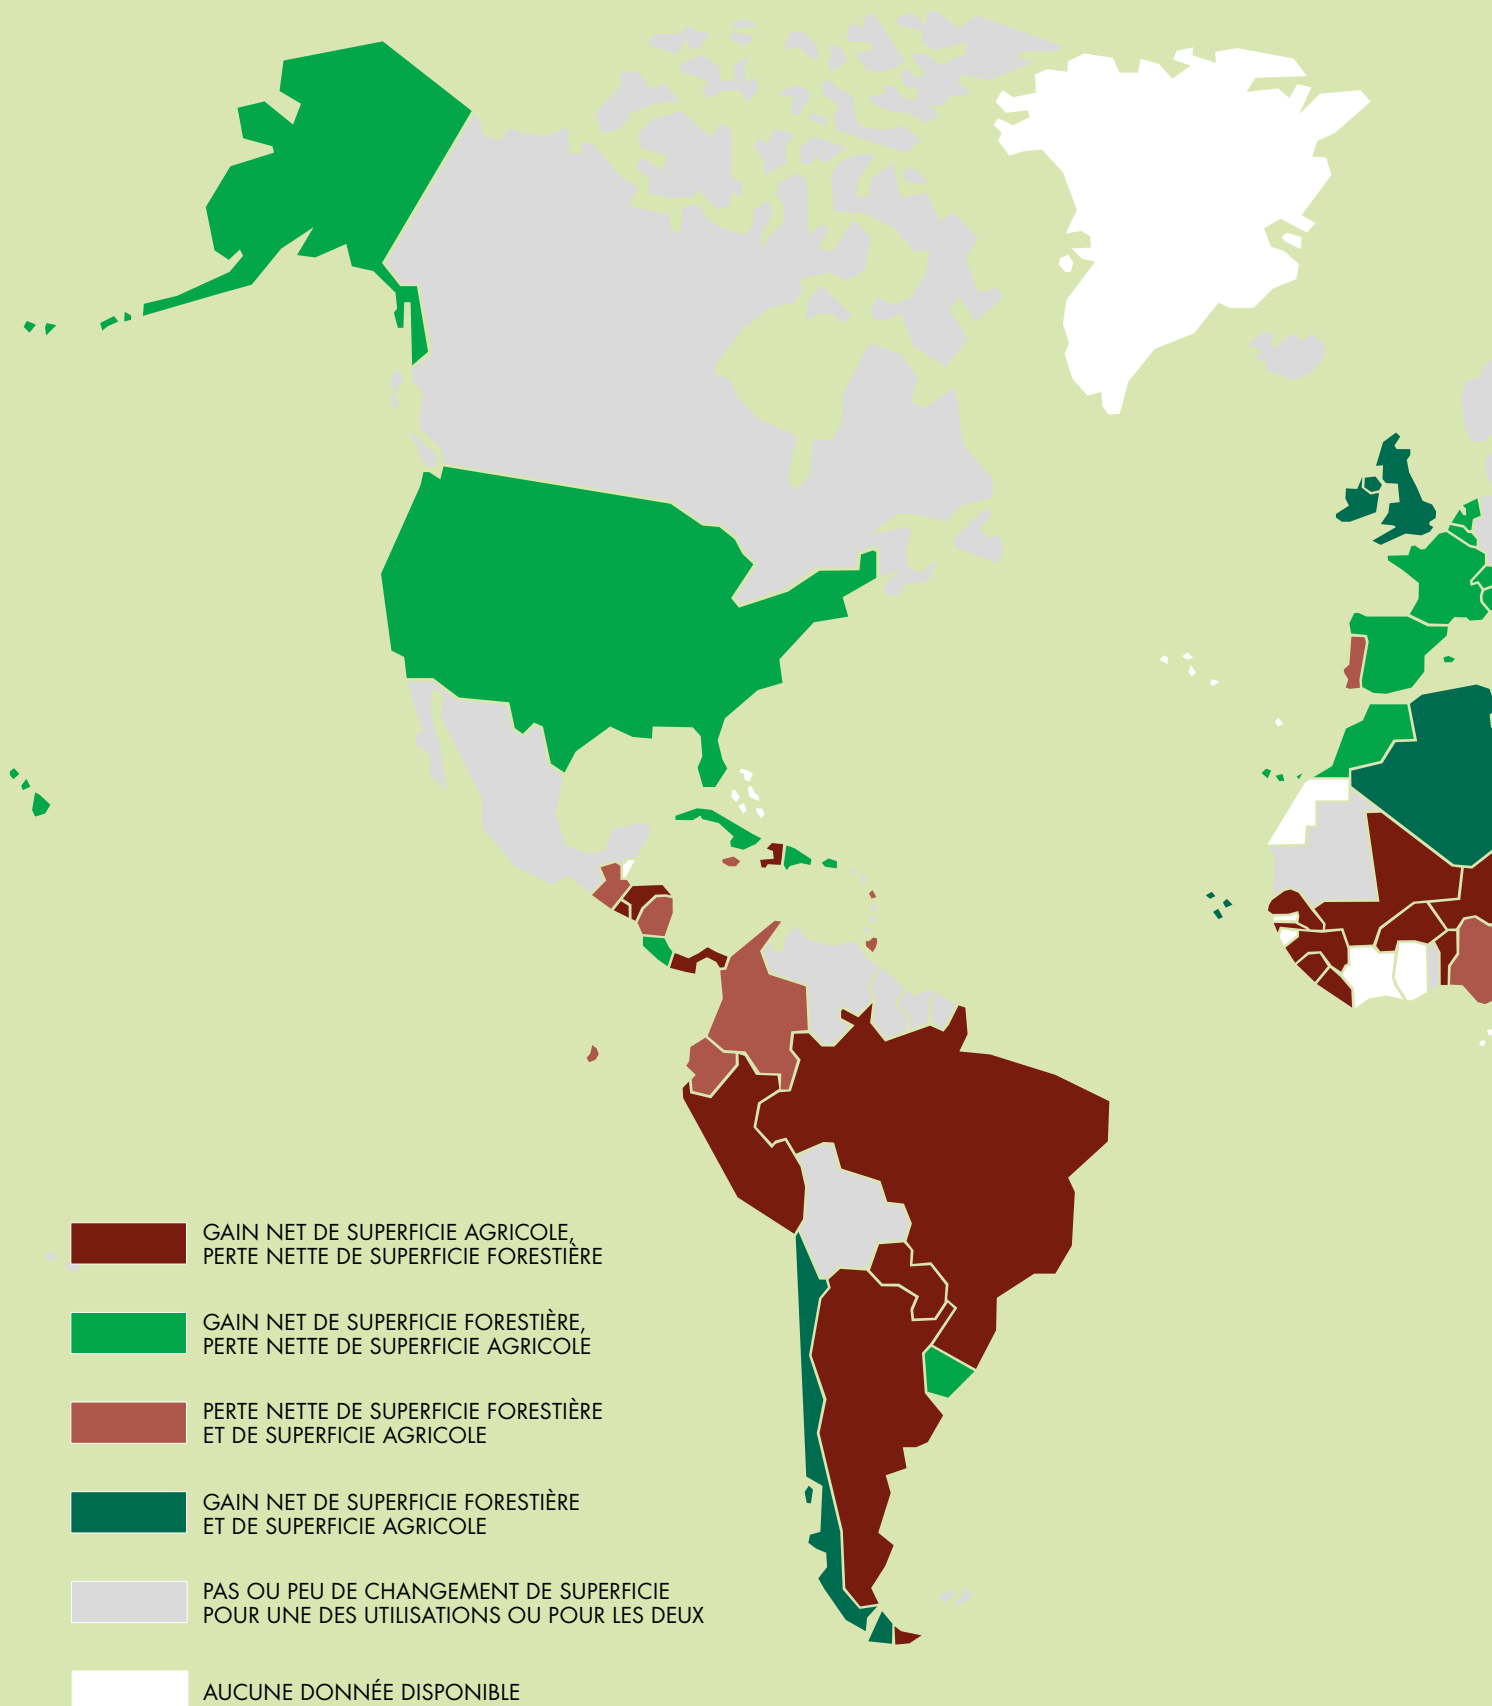 GAIN NET DE SUPERFICIE AGRICOLE,
PERTE NETTE DE SUPERFICIE FORESTIÈRE
GAIN NET DE SUPERFICIE FORESTIÈRE,
PERTE NETTE DE SUPERFICIE AGRICOLE
PERTE NETTE DE SUPERFICIE FORESTIÈRE
ET DE SUPERFICIE AGRICOLE
GAIN NET DE SUPERFICIE FORESTIÈRE
ET DE SUPERFICIE AGRICOLE
PAS OU PEU DE CHANGEMENT DE SUPERFICIE
POUR UNE DES UTILISATIONS OU POUR LES DEUX
AUCUNE DONNÉE DISPONIBLE